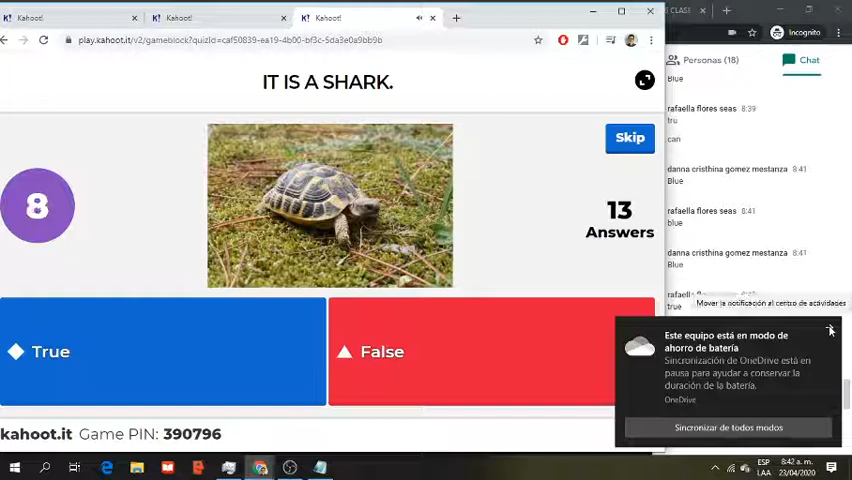 K! Kahoot!
K! Kahoot!
K! Kahoot!
play.kahoot.it/v2/gameblock?quizId=caf50839-ea19-4b00-bf3c-5da3e0a9bb9b
Incognito
IT IS A SHARK.
Skip
8
13
Answers
True
False
kahoot.it Game PIN: 390796
Personas (18)
Chat
Blue
rafaella flores seas 8:39
tru
can
danna cristhina gomez mestanza 8:41
Blue
rafaella flores seas 8:41
blue
danna cristhina gomez mestanza 8:41
Blue
true
Mover la notificación al centro de actividades
Este equipo está en modo de
ahorro de batería
Sincronización de OneDrive está en
pausa para ayudar a conservar la
duración de la batería.
OneDrive
Sincronizar de todos modos
ESP
LAA
8:42 a. m.
23/04/2020